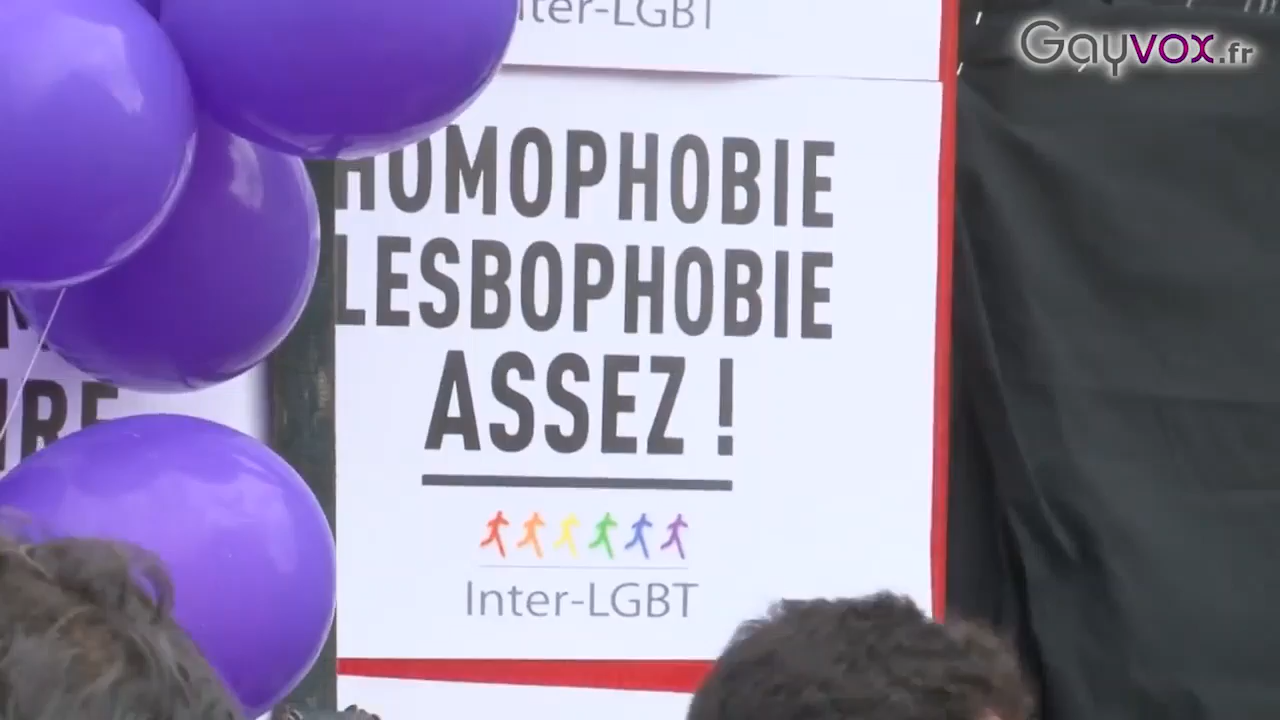 Inter-LGBT
Gayvox.fr
HOMOPHOBIE
LESBOPHOBIE
ASSEZ !
Inter-LGBT